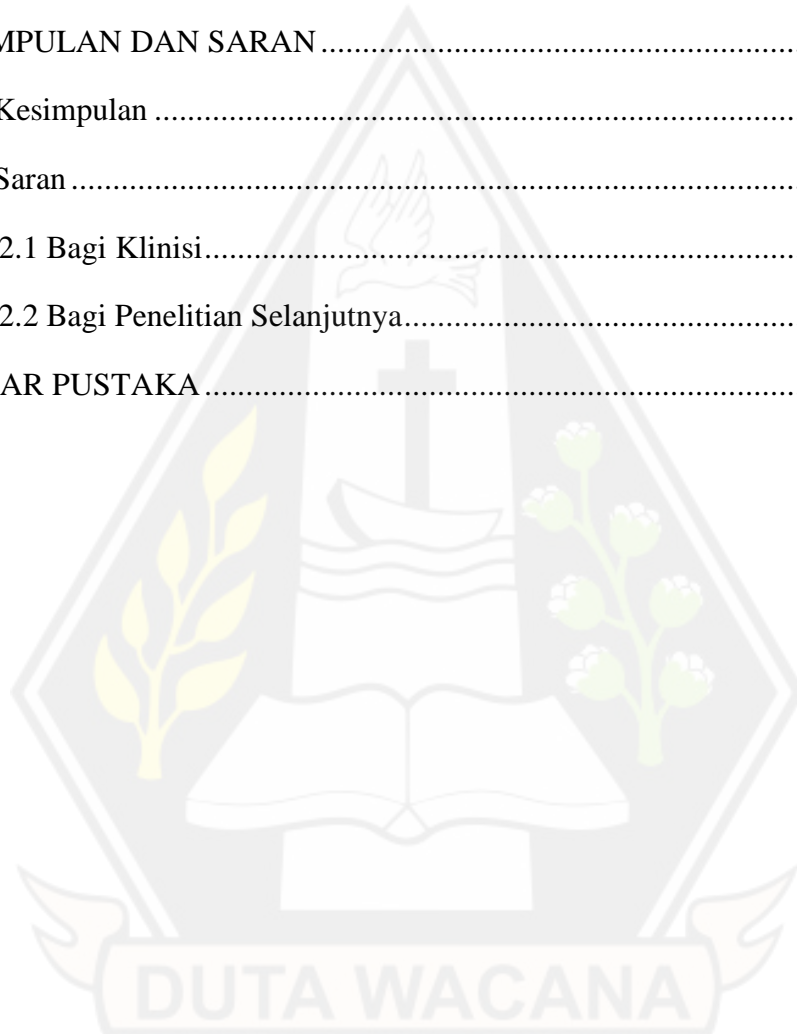 MPULAN DAN SARAN ................................................................
Kesimpulan ................................................................................
Saran ...........................................................................................
2.1 Bagi Klinisi...........................................................................
2.2 Bagi Penelitian Selanjutnya..................................................
AR PUSTAKA ...........................................................................
DUTA WACANA